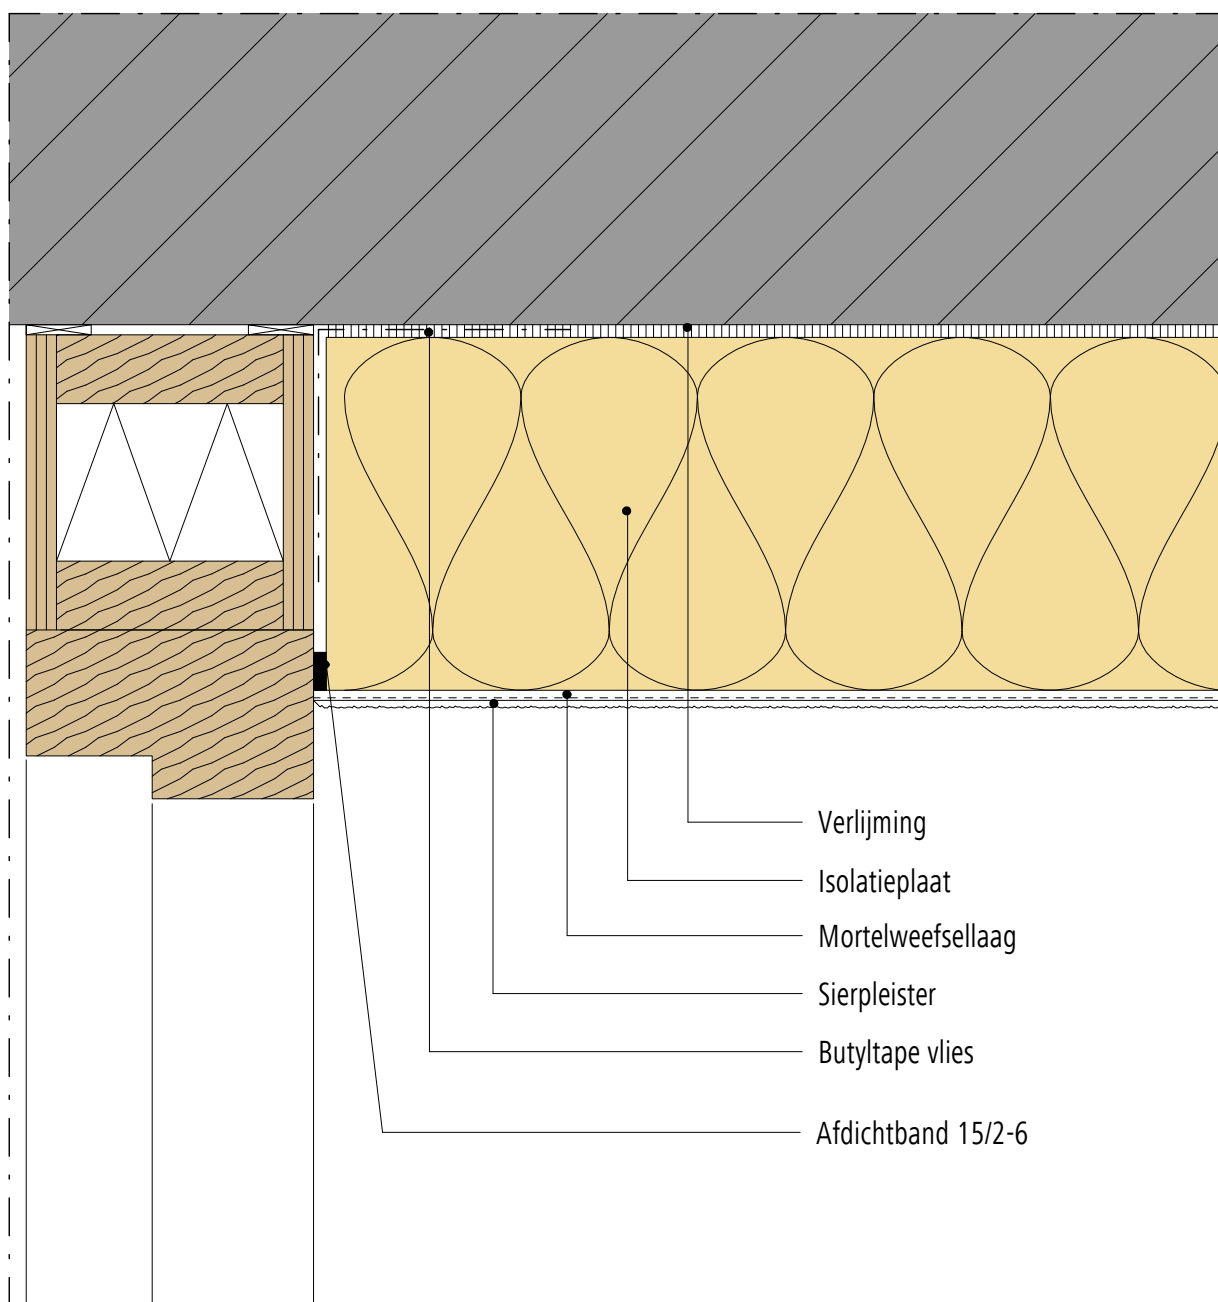 Verlijming
Isolatieplaat
Mortelweefsellaag
Sierpleister
Butyltape vlies
Afdichtband 15/2-6